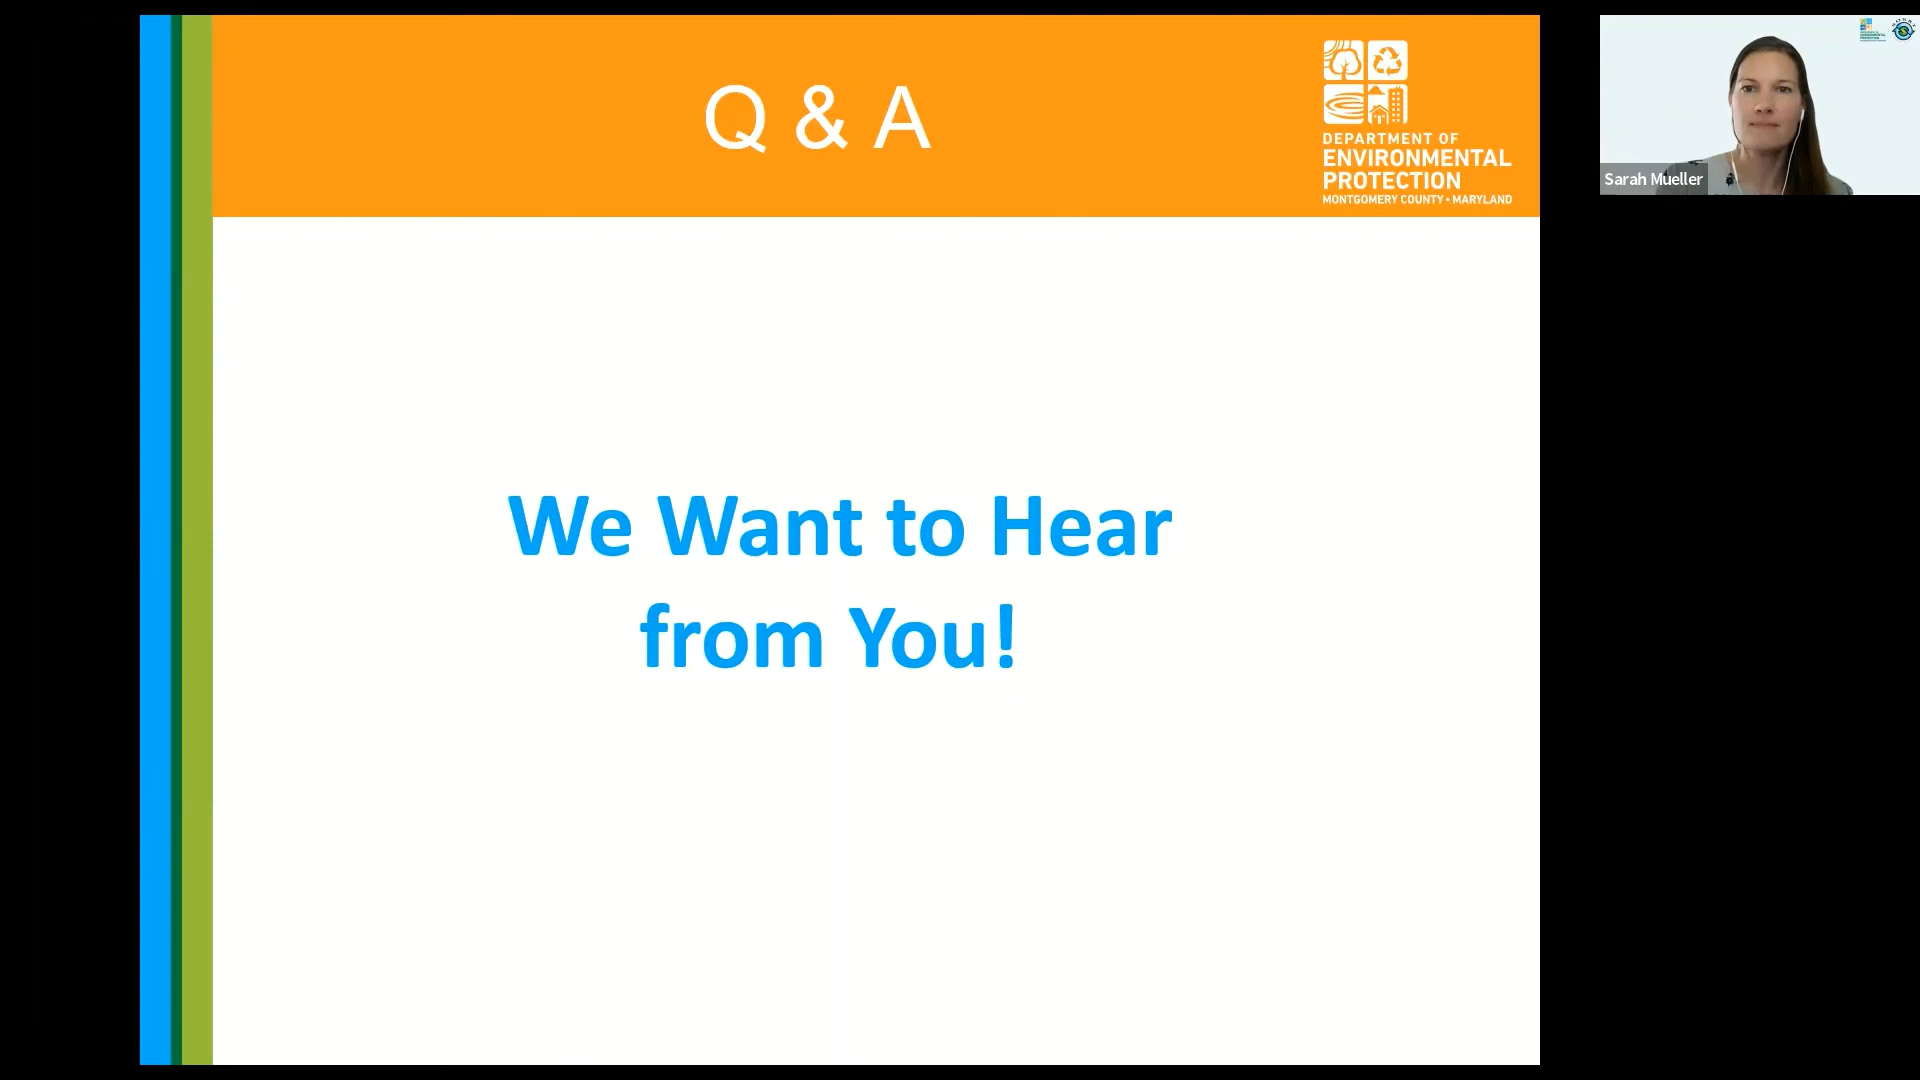 Q & A
DEPARTMENT OF
ENVIRONMENTAL
PROTECTION
MONTGOMERY COUNTY • MARYLAND
We Want to Hear
from You!
Sarah Mueller